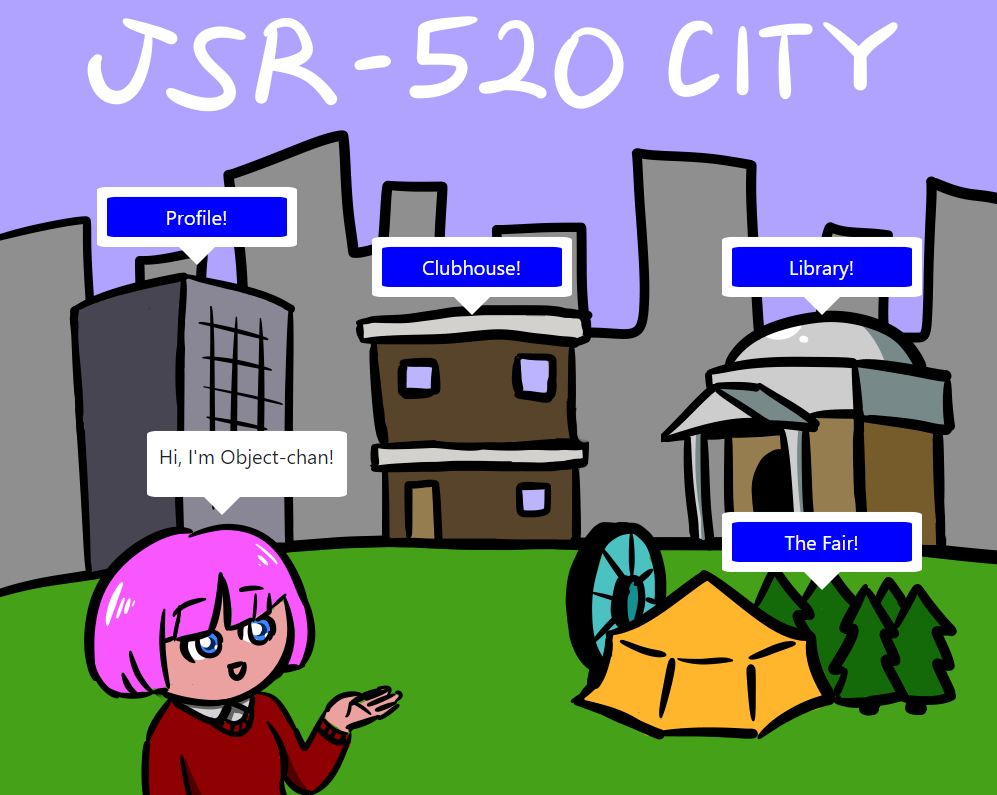 JSR-520 CITY
Profile!
Clubhouse!
Library!
Hi, I'm Object-chan!
The Fair!